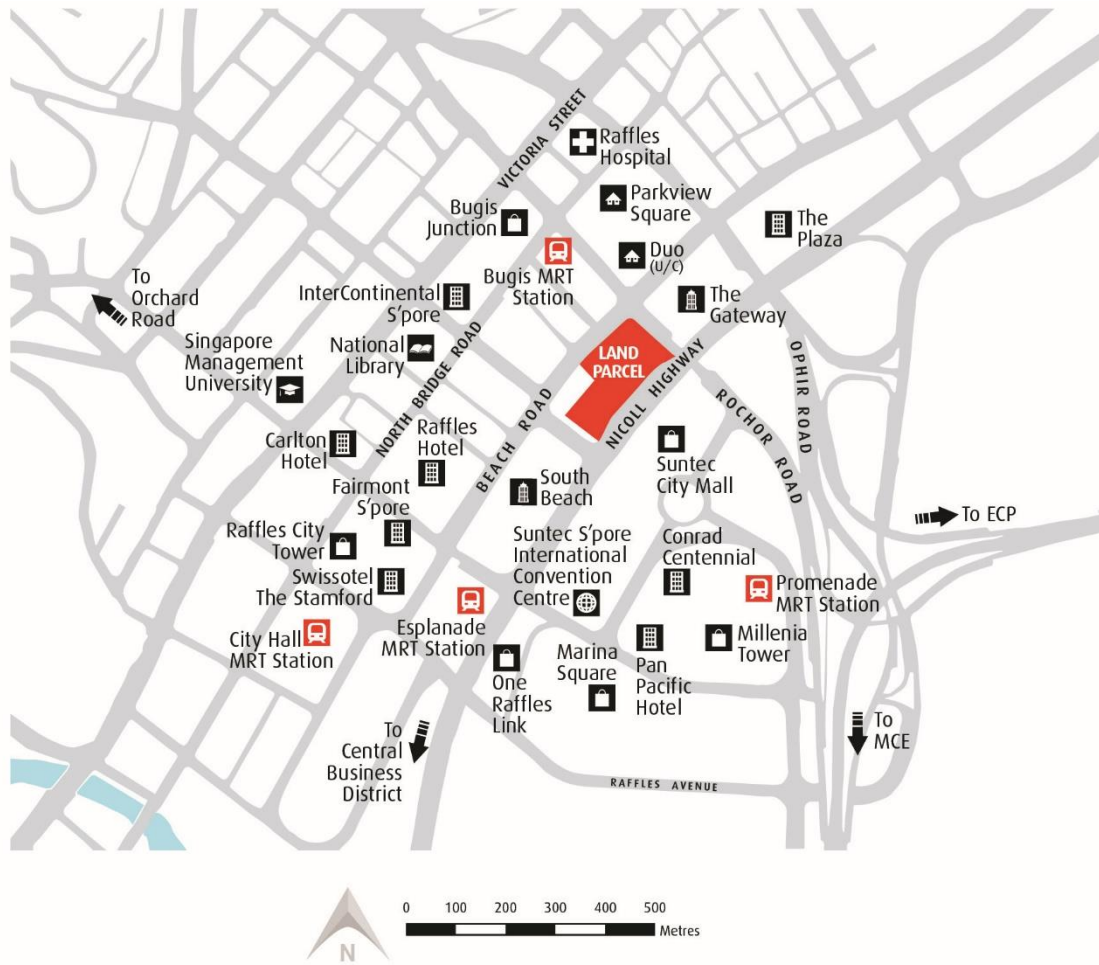 VICTORIA STREET
Raffles
Hospital
Parkview
Square
Bugis
Junction
The
Plaza
Duo
(U/C)
Bugis MRT
Station
To
Orchard
Road
InterContinental
S'pore
The
Gateway
Singapore
Management
University
National
Library
NORTH BRIDGE ROAD
LAND
PARCEL
NICOLL HIGHWAY
OPHIR ROAD
ROCHOR ROAD
BEACH ROAD
Carlton
Hotel
Raffles
Hotel
Suntec
City Mall
Fairmont
S'pore
South
Beach
To ECP
Raffles City
Tower
Suntec S'pore
International
Convention
Centre
Conrad
Centennial
Swissotel
The Stamford
Promenade
MRT Station
City Hall
MRT Station
Esplanade
MRT Station
Millenia
Tower
Marina
Square
Pan
Pacific
Hotel
One
Raffles
Link
To
Central
Business
District
To
MCE
RAFFLES AVENUE
N
0 100 200 300 400 500
Metres